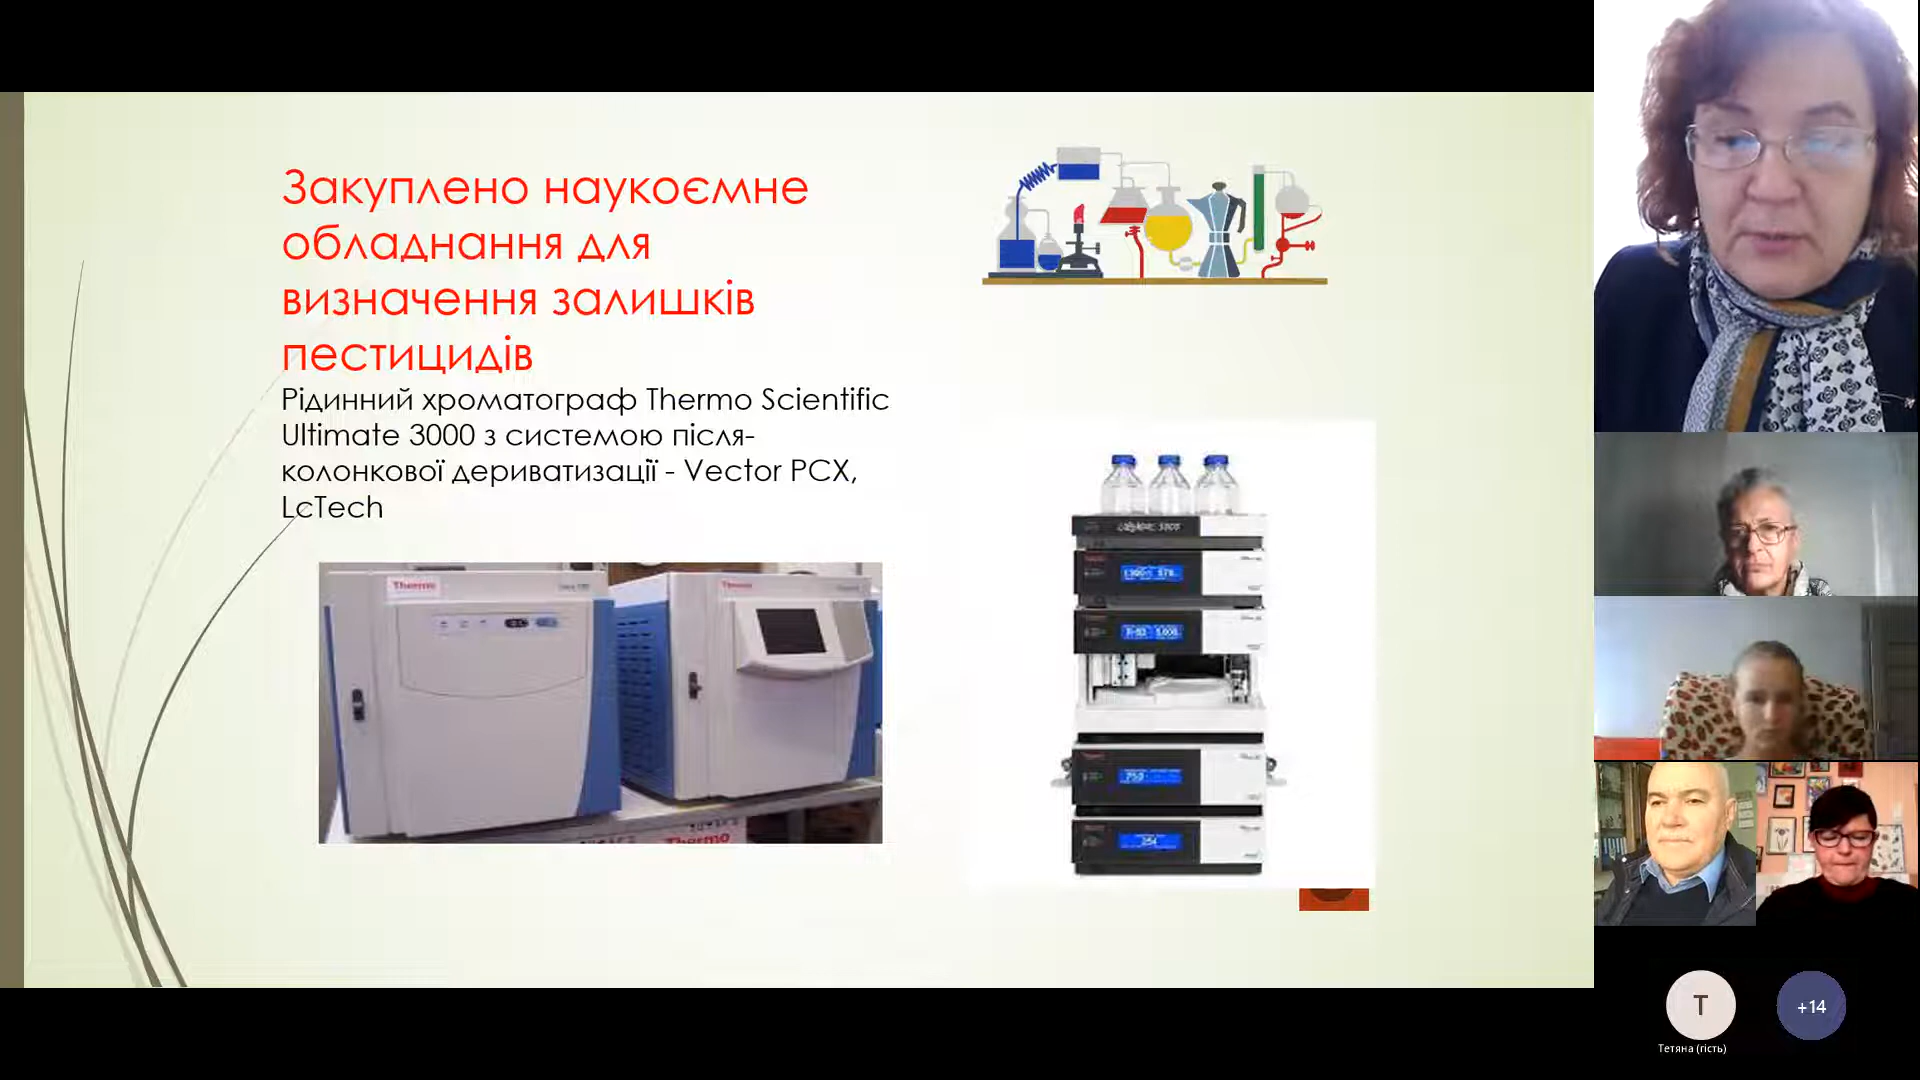 Закуплено наукоємне
обладнання для
визначення залишків
пестицидів
Рідинний хроматограф Thermo Scientific
Ultimate 3000 з системою після-
колонкової дериватизації - Vector PCX,
LcTech
Thermo
Thermo
Thermo
T
+14
Тетяна (гість)